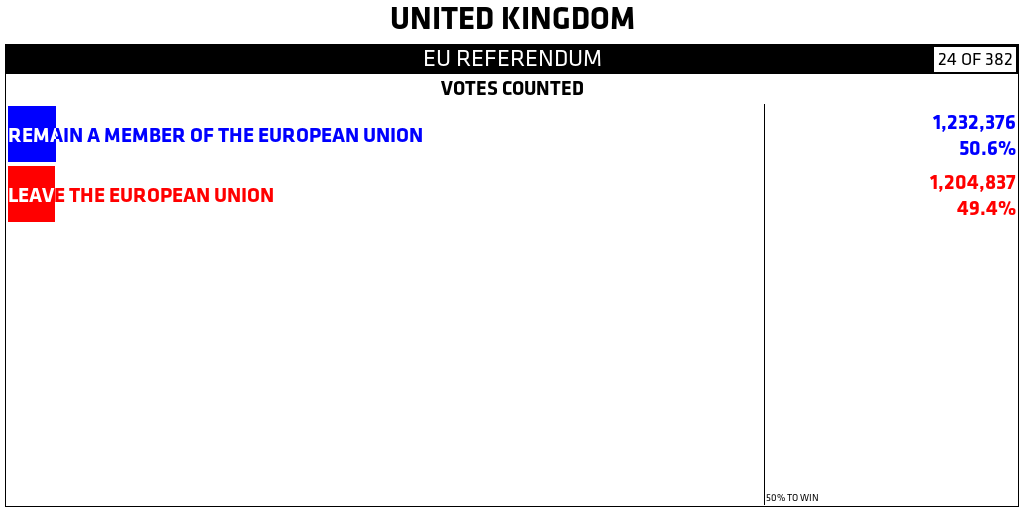 UNITED KINGDOM
EU REFERENDUM
24 OF 382
VOTES COUNTED
REMAIN A MEMBER OF THE EUROPEAN UNION
1,232,376
50.6%
LEAVE THE EUROPEAN UNION
1,204,837
49.4%
50% TO WIN